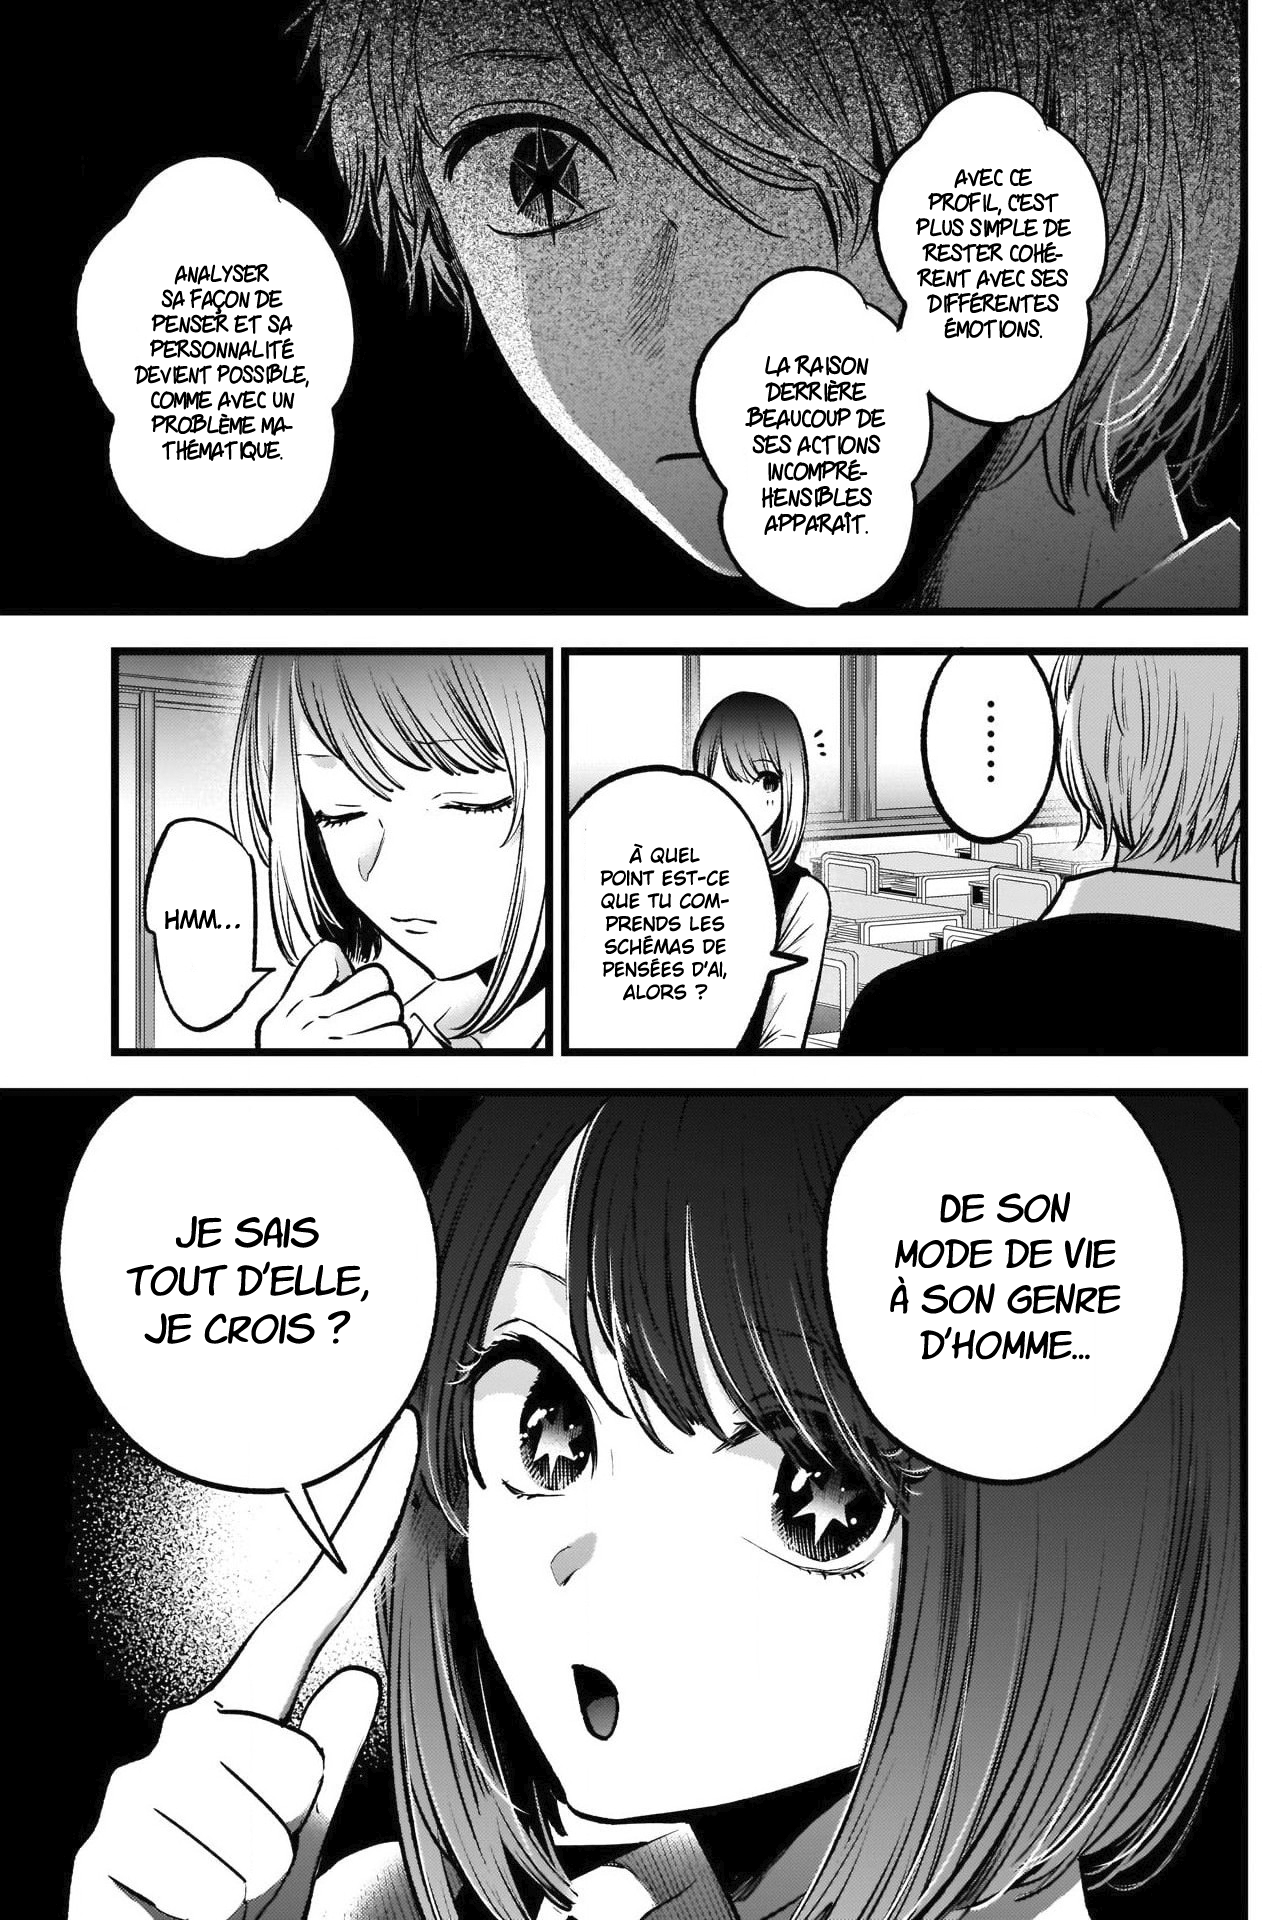 AVEC CE
PROFIL, C'EST
PLUS SIMPLE DE
RESTER COHÉ-
RENT AVEC SES
DIFFÉRENTES
ÉMOTIONS.
LA RAISON
DERRIÈRE
BEAUCOUP DE
SES ACTIONS
INCOMPRÉ-
HENSIBLES
APPARAÎT.
ANALYSER
SA FAÇON DE
PENSER ET SA
PERSONNALITÉ
DEVIENT POSSIBLE,
COMME AVEC UN
PROBLÈME MA-
THÉMATIQUE.
.......
À QUEL
POINT EST-CE
QUE TU COM-
PRENDS LES
SCHÉMAS DE
PENSÉES D'AI,
ALORS ?
HMM...
DE SON
MODE DE VIE
À SON GENRE
D'HOMME...
JE SAIS
TOUT D'ELLE,
JE CROIS ?